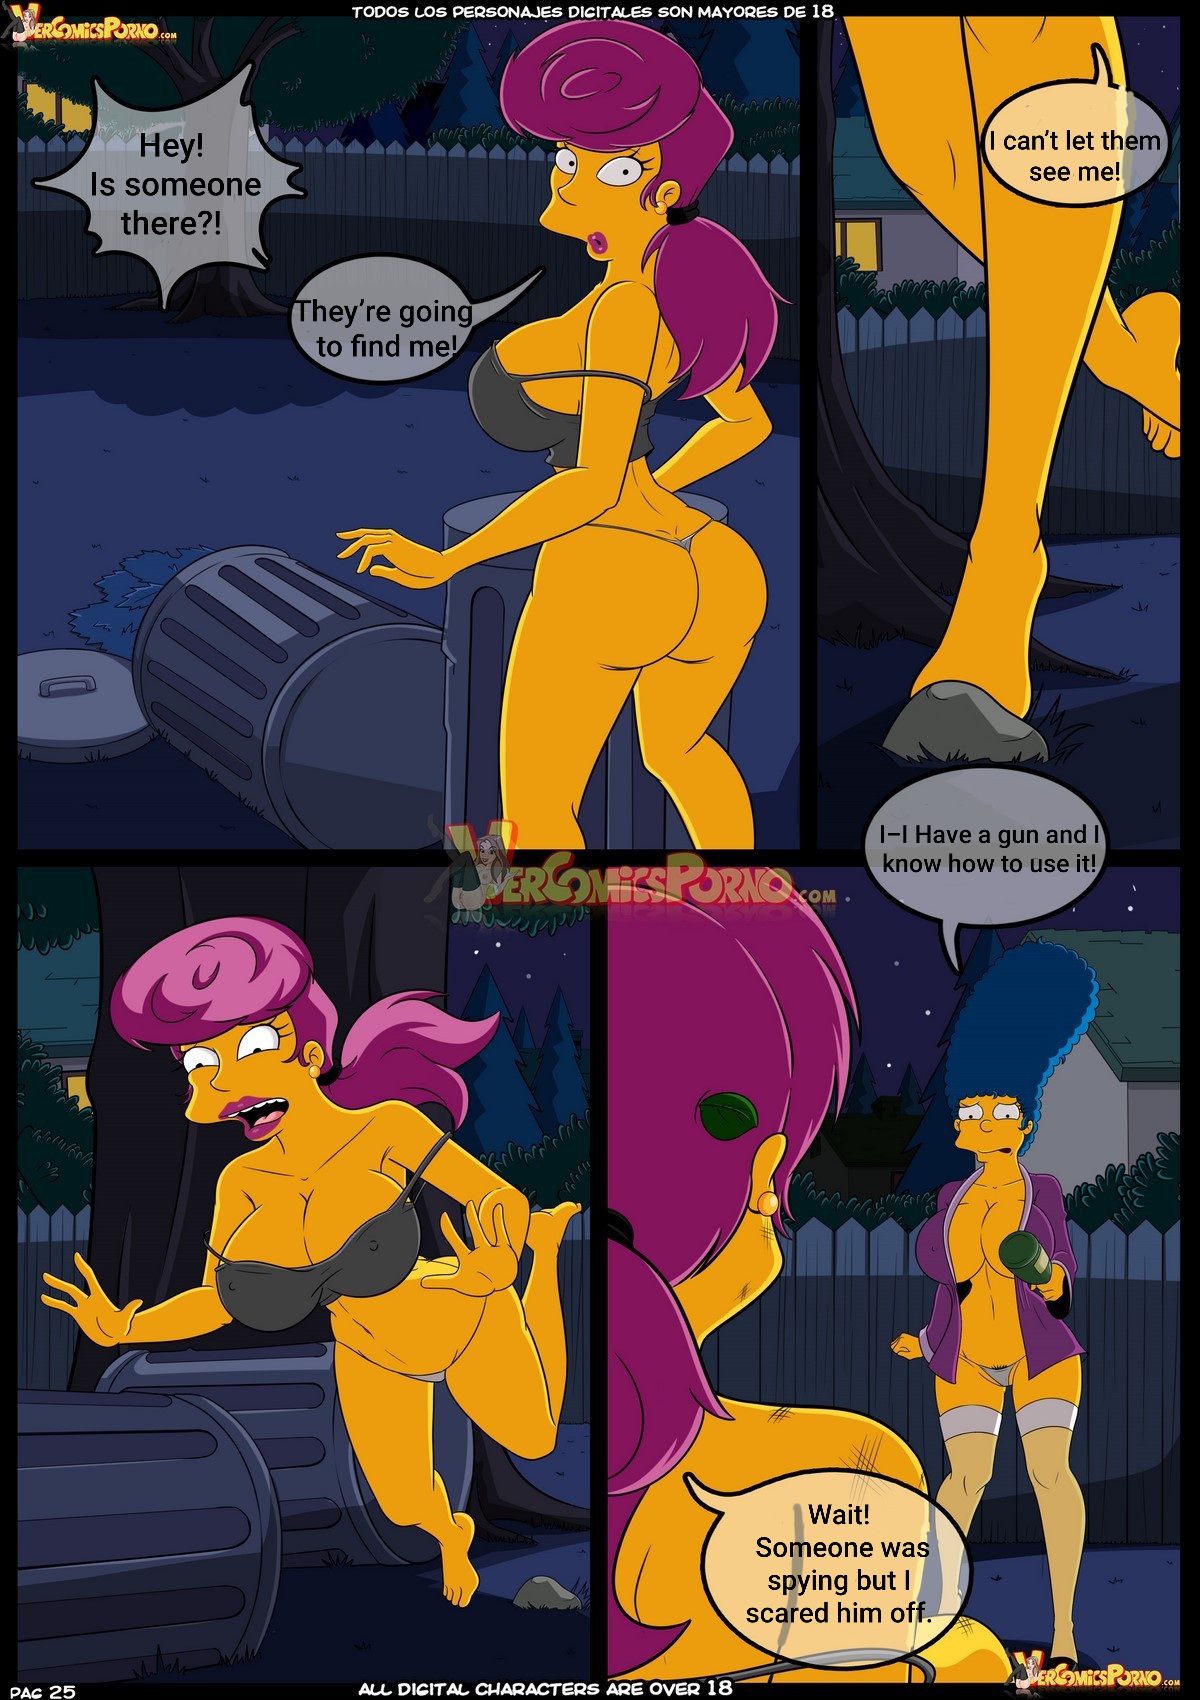 VerComicsPorno.com
TODOS LOS PERSONAJES DIGITALES SON MAYORES DE 18
Hey!
Is someone
there?!
They're going
to find me!
I can't let them
see me!
I–I Have a gun and I
know how to use it!
VerComicsPorno.com
Wait!
Someone was
spying but I
scared him off.
VerComicsPorno.com
PAG 25
ALL DIGITAL CHARACTERS ARE OVER 18